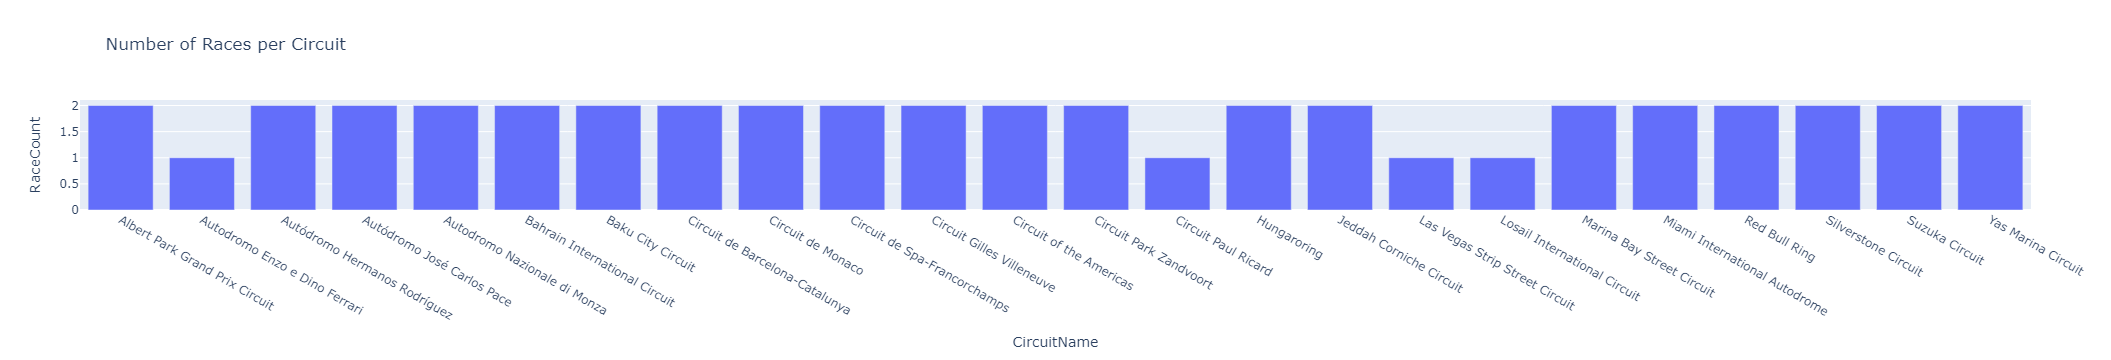 Number of Races per Circuit
RaceCount
2
1.5
1
0.5
0
Albert Park Grand Prix Circuit
Autodromo Enzo e Dino Ferrari
Autódromo Hermanos Rodríguez
Autódromo José Carlos Pace
Autodromo Nazionale di Monza
Bahrain International Circuit
Baku City Circuit
Circuit de Barcelona-Catalunya
Circuit de Monaco
Circuit de Spa-Francorchamps
Circuit Gilles Villeneuve
Circuit of the Americas
Circuit Park Zandvoort
Circuit Paul Ricard
Hungaroring
Jeddah Corniche Circuit
Las Vegas Strip Street Circuit
Losail International Circuit
Marina Bay Street Circuit
Miami International Autodrome
Red Bull Ring
Silverstone Circuit
Suzuka Circuit
Yas Marina Circuit
CircuitName